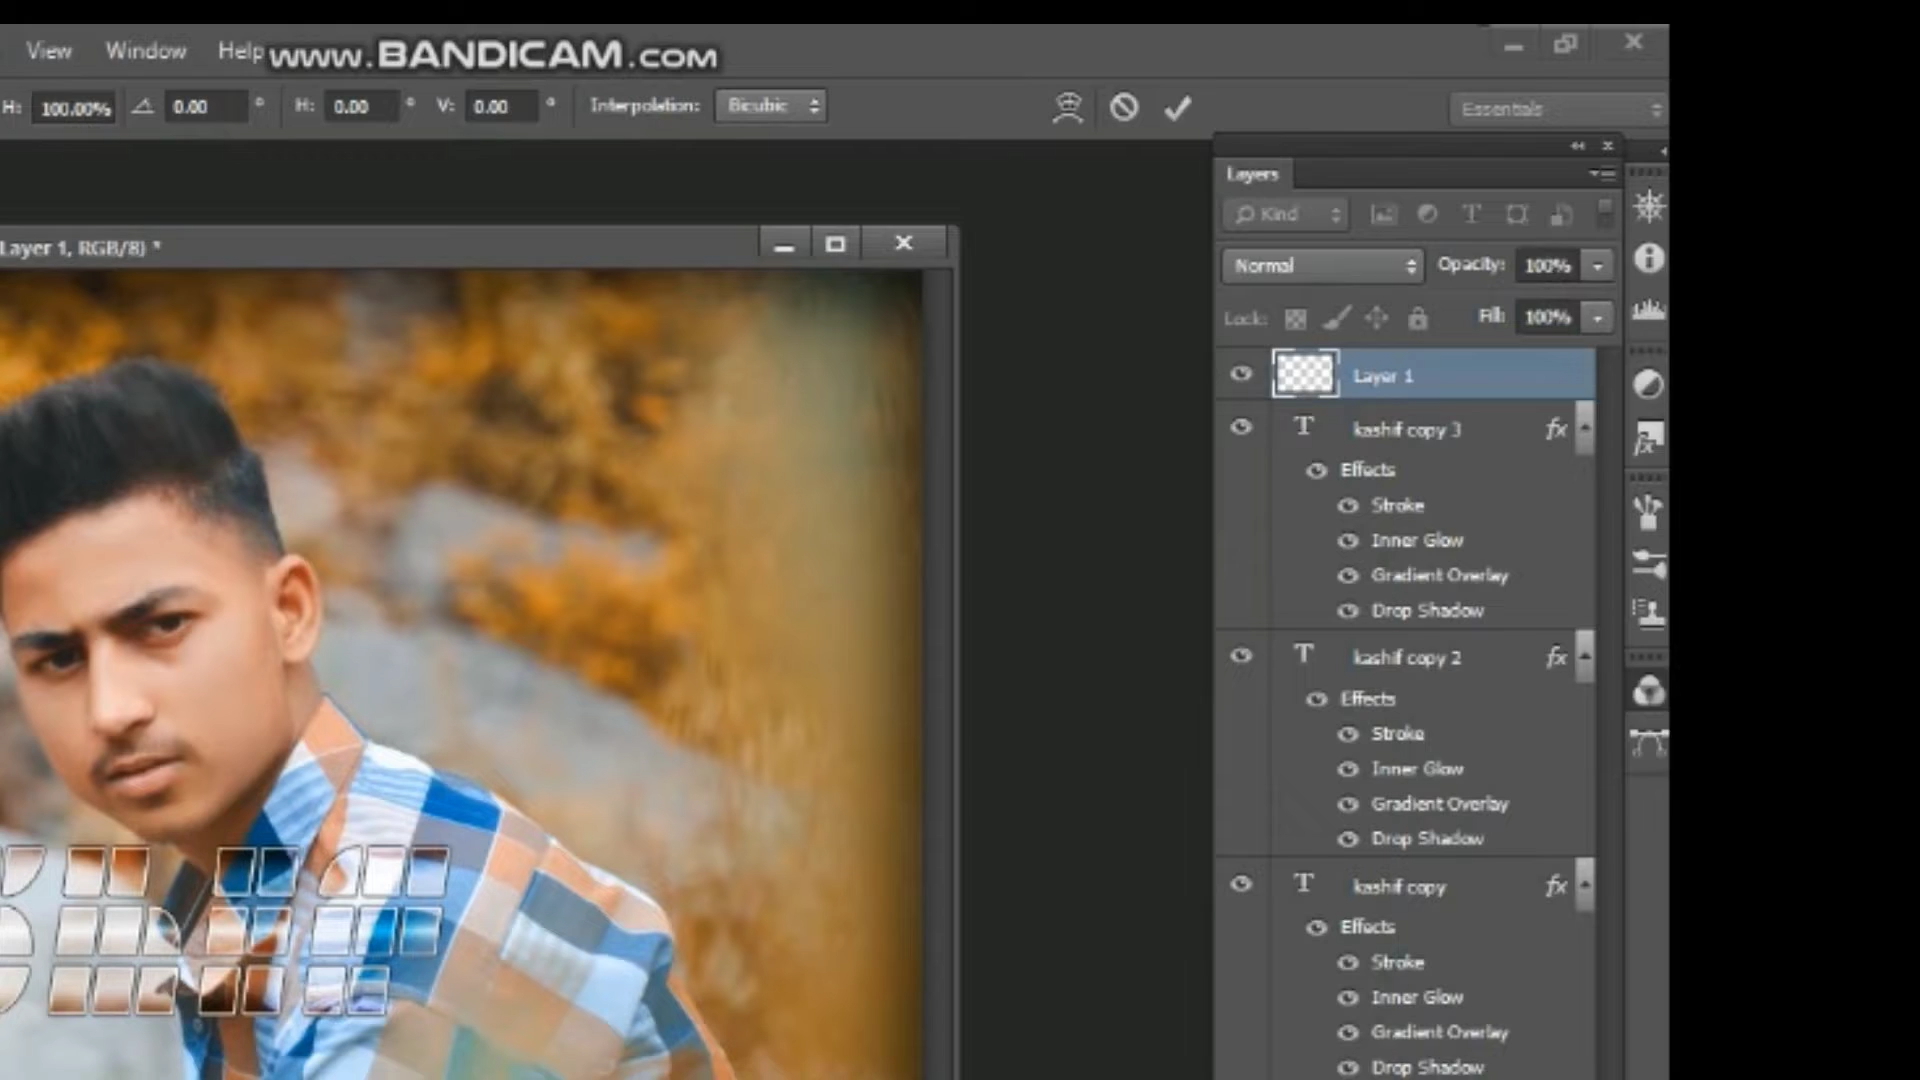 View Window Help
www.BANDICAM.com
H: 100.00% 0.00 ° H: 0.00 ° V: 0.00 ° Interpolation: Bicubic
Essentials
Layers
Kind
Layer 1, RGB/8) *
Normal Opacity: 100%
Lock: Fill: 100%
Layer 1
T kashif copy 3 fx
Effects
Stroke
Inner Glow
Gradient Overlay
Drop Shadow
T kashif copy 2 fx
Effects
Stroke
Inner Glow
Gradient Overlay
Drop Shadow
T kashif copy fx
Effects
Stroke
Inner Glow
Gradient Overlay
Drop Shadow